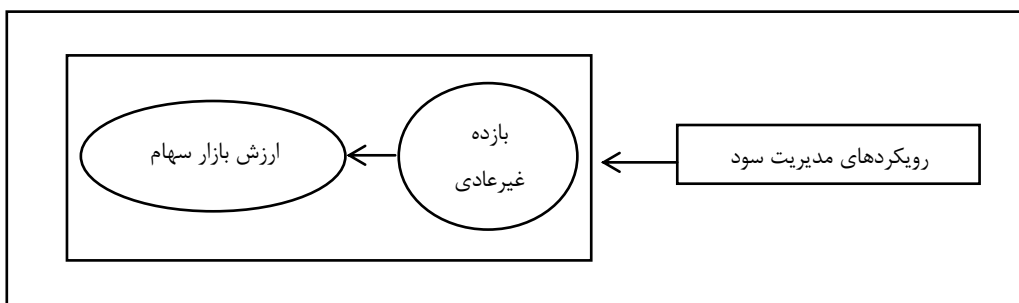 رویکردهای مدیریت سود
بازده
غیرعادی
ارزش بازار سهام